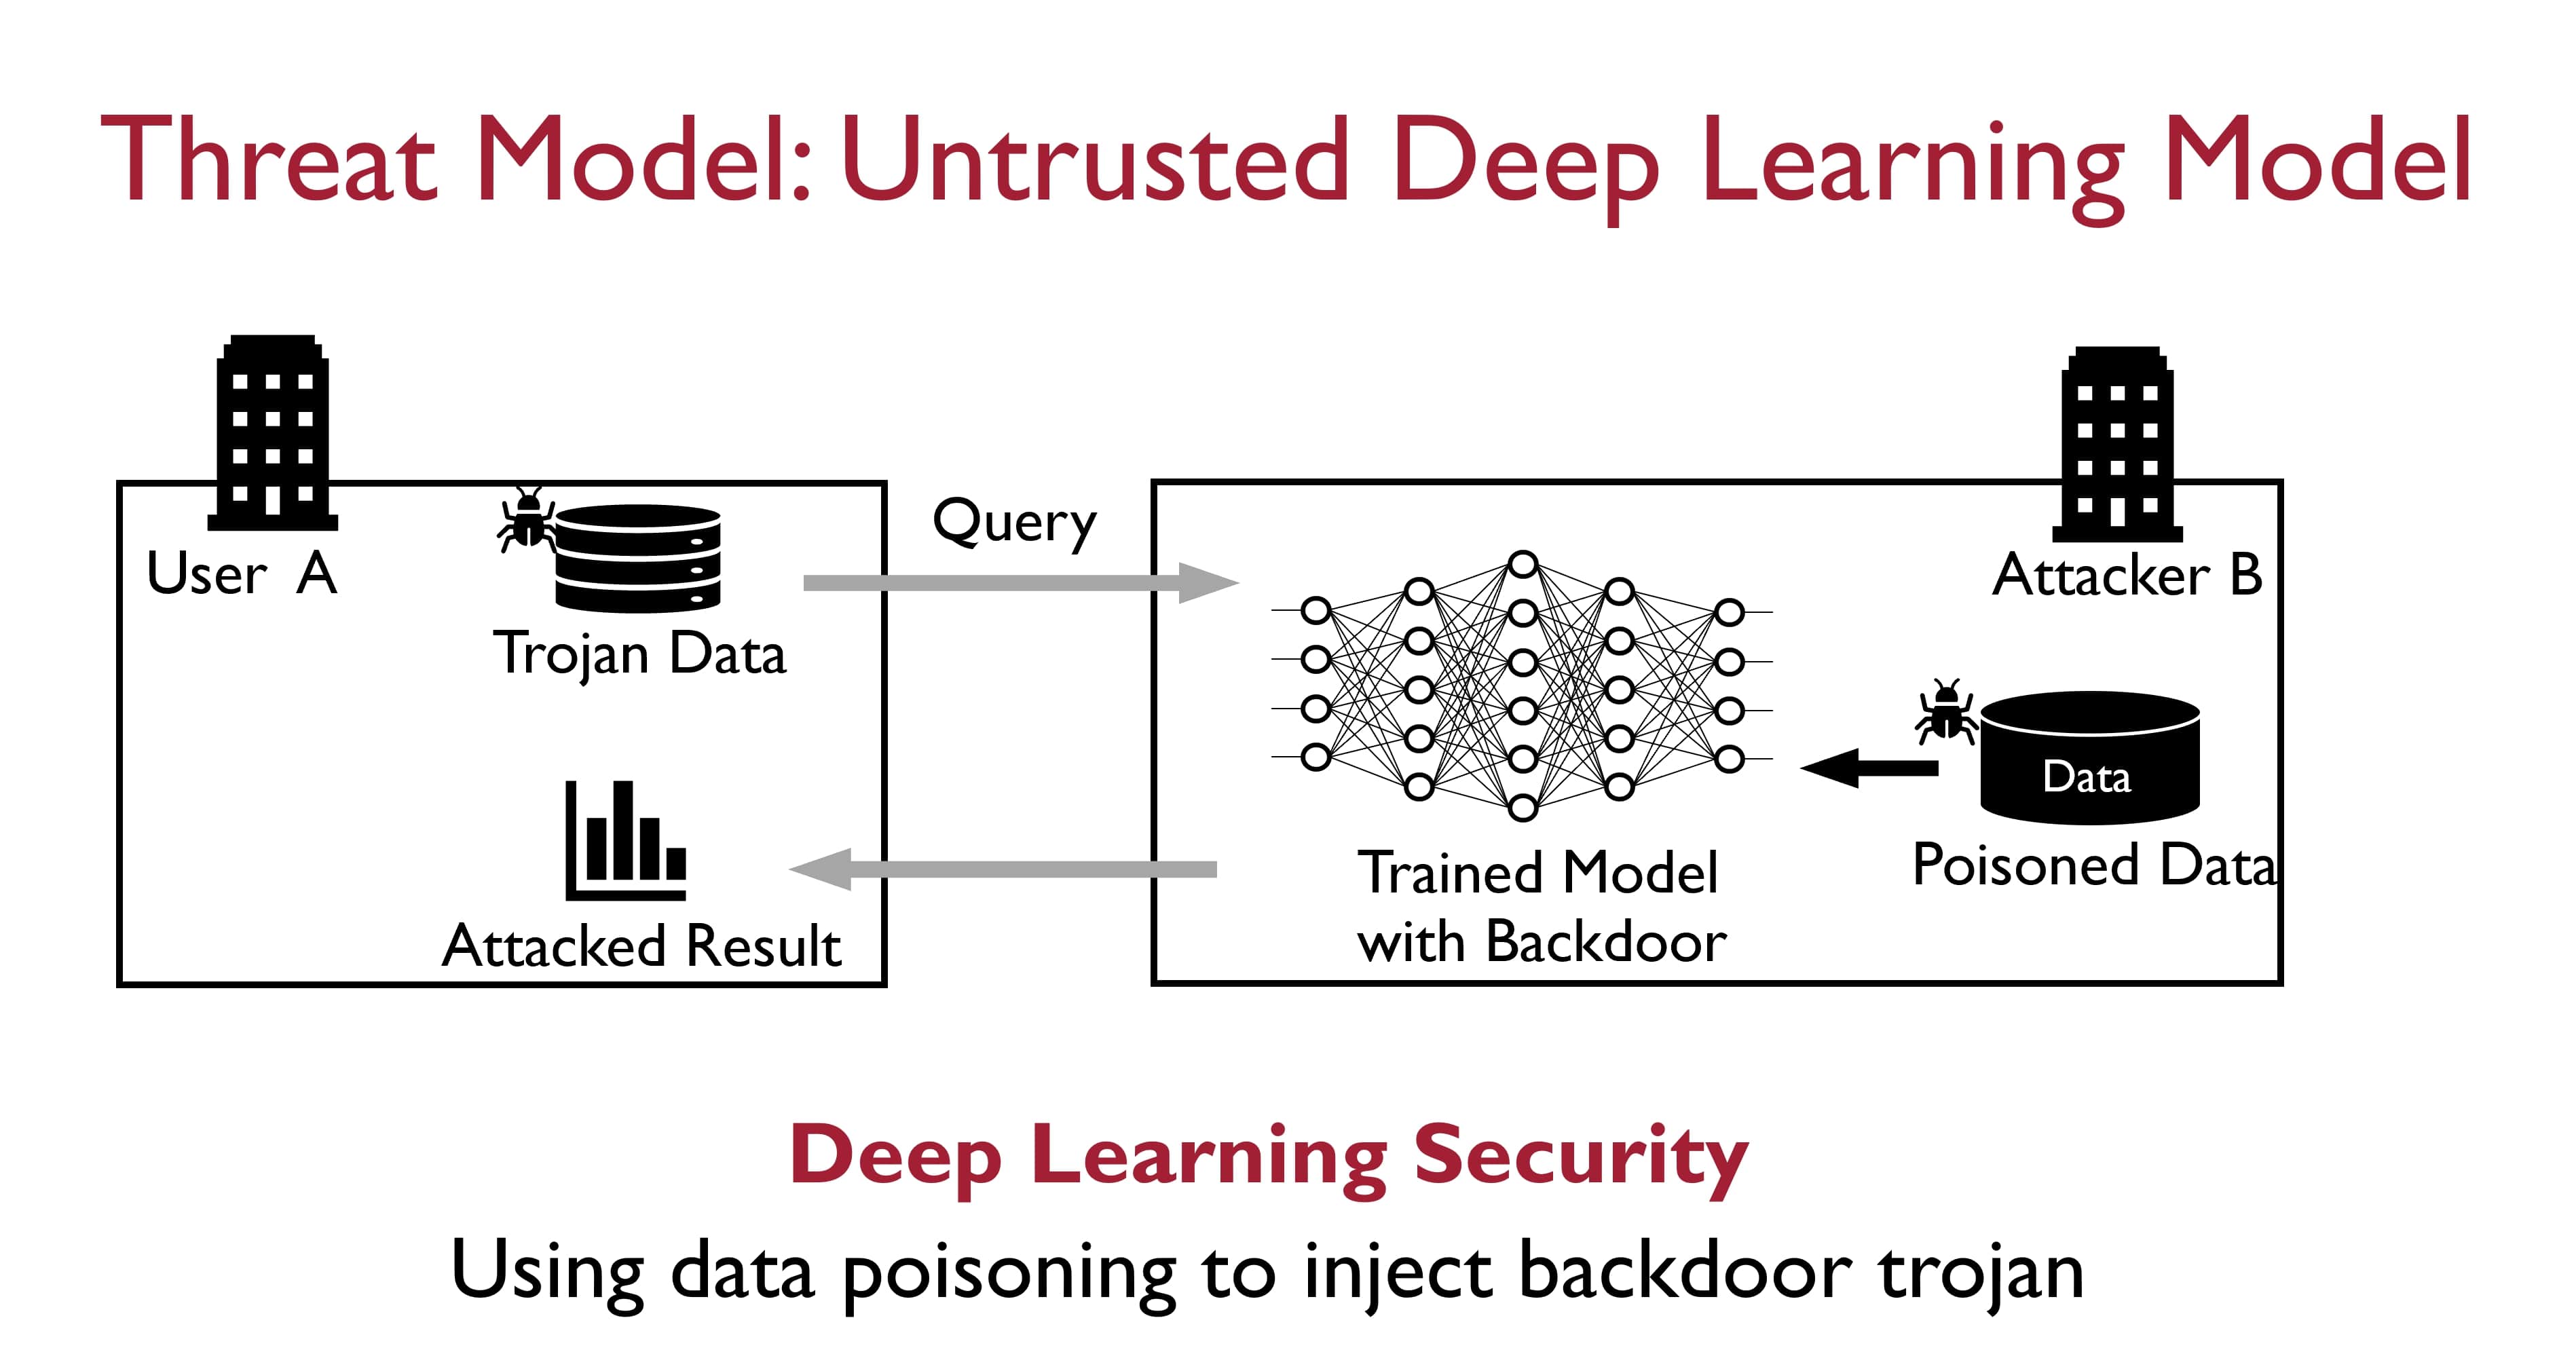 Threat Model: Untrusted Deep Learning Model
User A
Trojan Data
Query
Attacker B
Data
Poisoned Data
Attacked Result
Trained Model
with Backdoor
Deep Learning Security
Using data poisoning to inject backdoor trojan